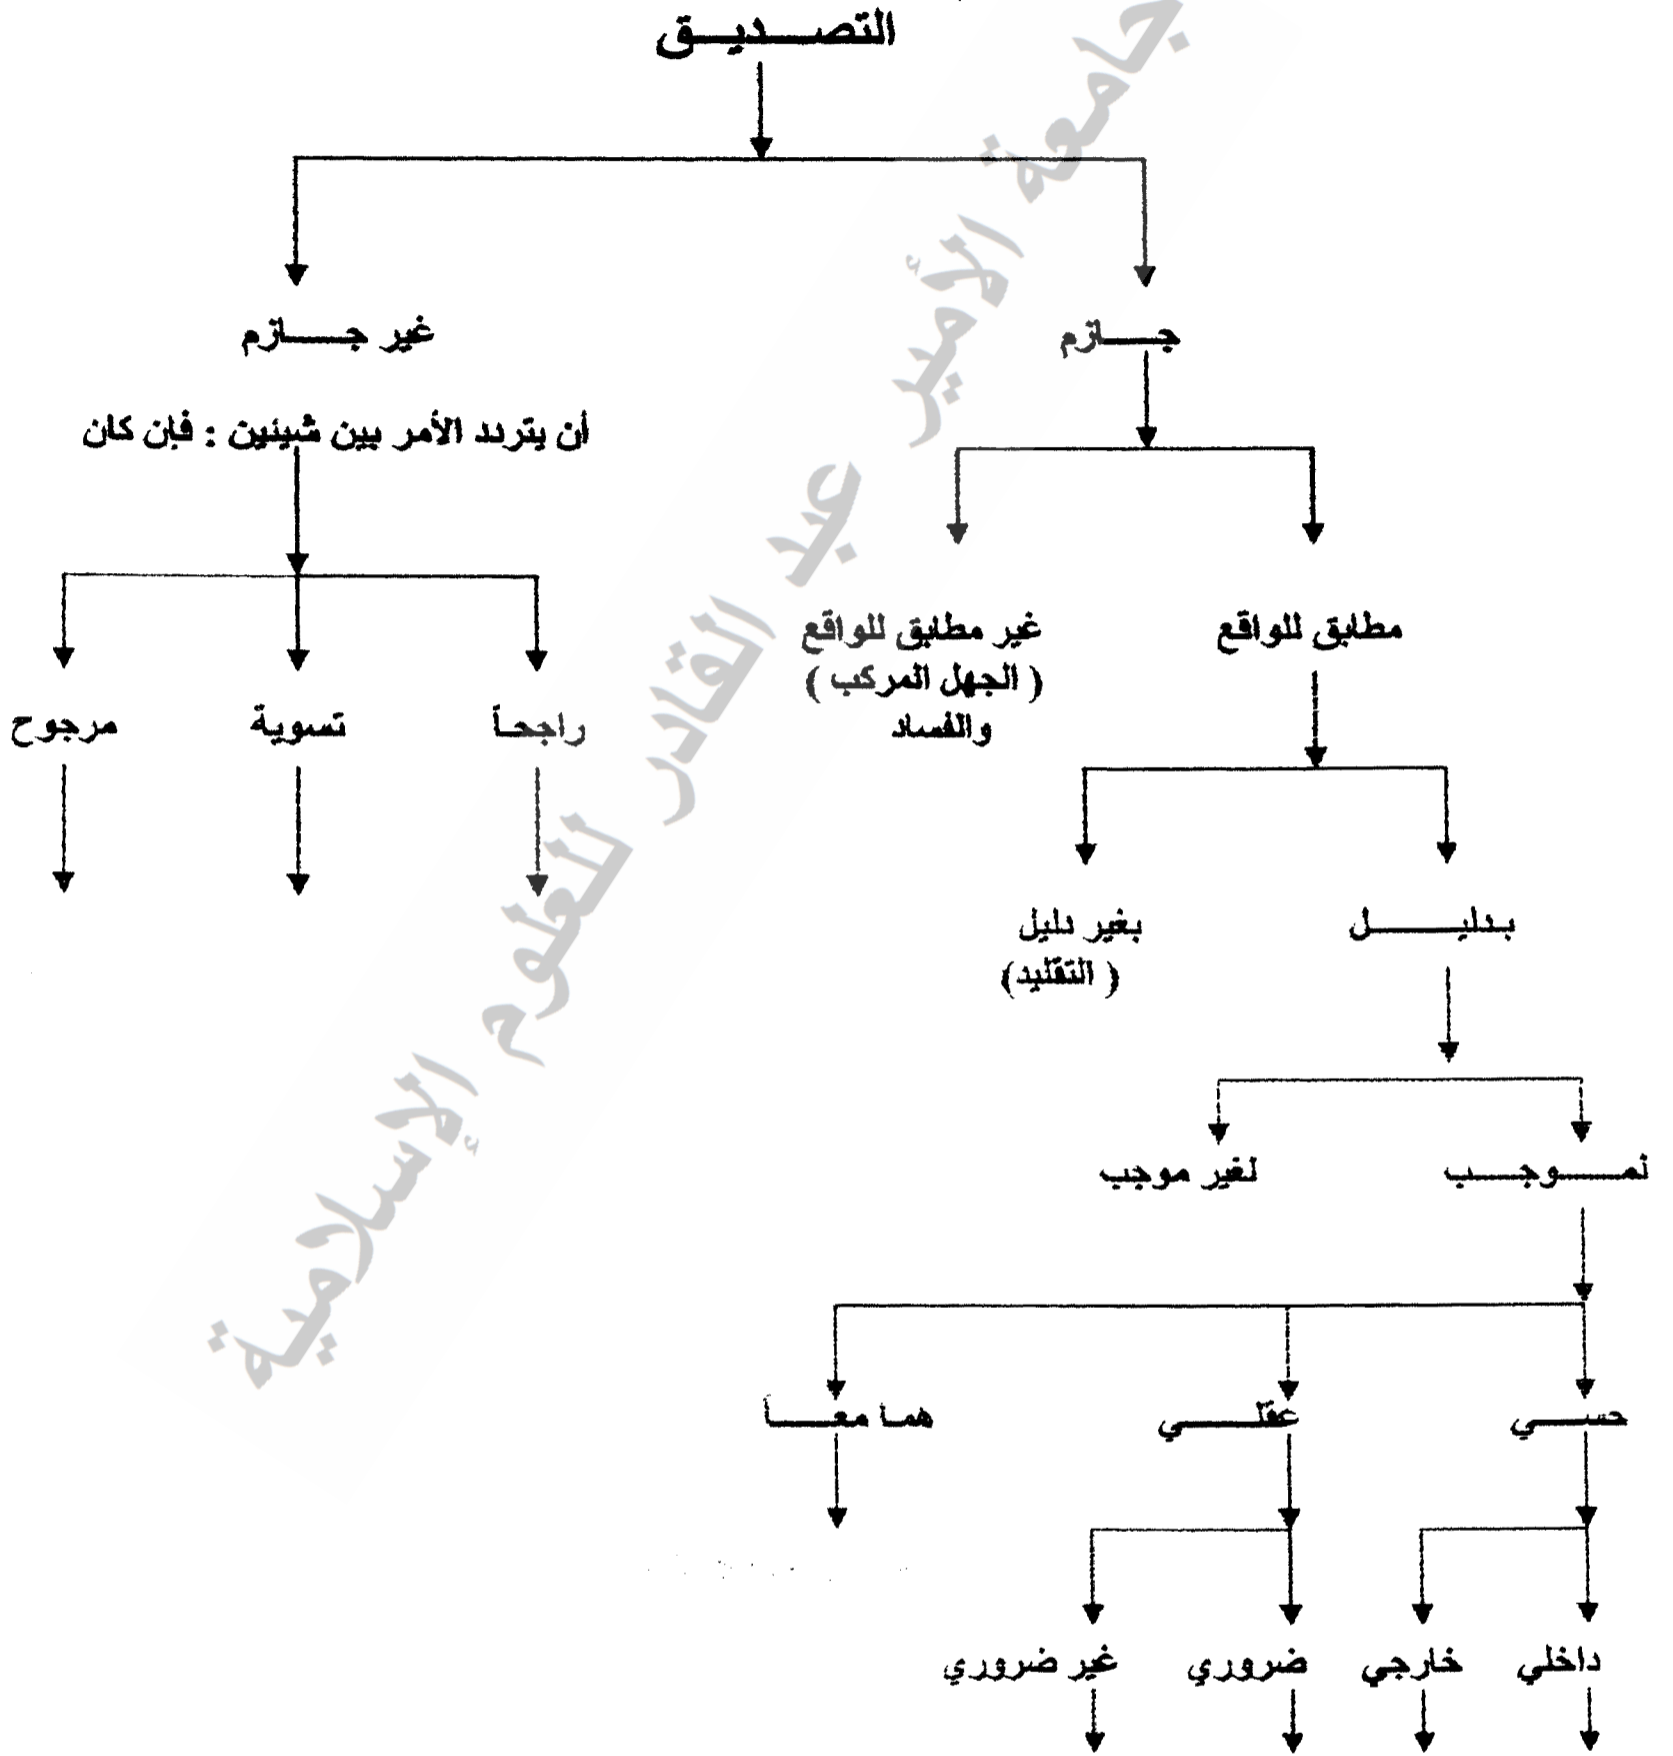 التصديق
جازم
غير جازم
أن يتردد الأمر بين شيئين : فإن كان
مطابق للواقع
غير مطابق للواقع
( الجهل المركب )
والفساد
راجحاً
تسوية
مرجوح
بدليل
بغير دليل
( التقليد )
لموجب
لغير موجب
حسي
عقلي
هما معاً
داخلي
خارجي
ضروري
غير ضروري
جامعة الأمير عبد القادر للعلوم الإسلامية